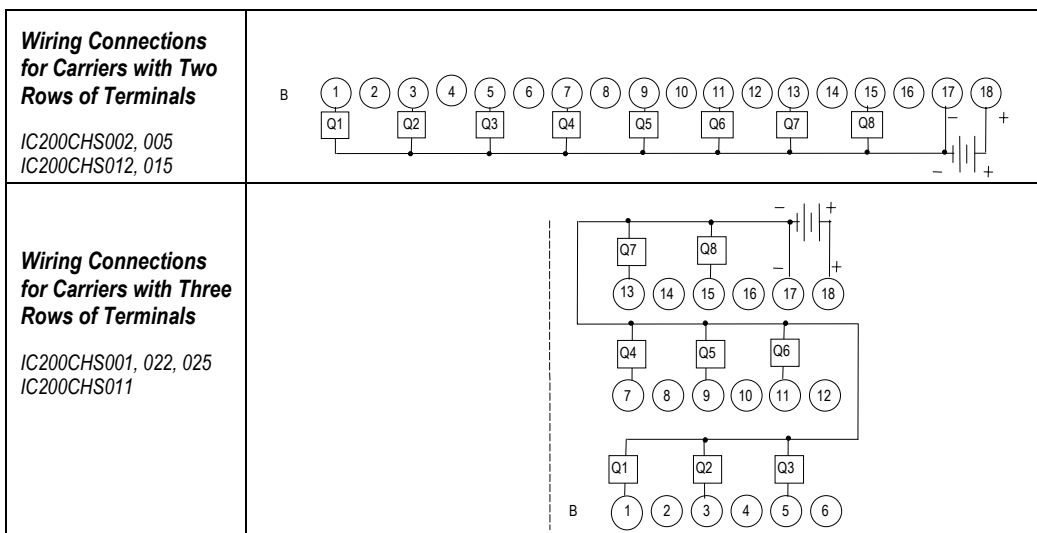 Wiring Connections
for Carriers with Two
Rows of Terminals
IC200CHS002, 005
IC200CHS012, 015
B 1 2 3 4 5 6 7 8 9 10 11 12 13 14 15 16 17 18
Q1 Q2 Q3 Q4 Q5 Q6 Q7 Q8 – +
– +
Wiring Connections
for Carriers with Three
Rows of Terminals
IC200CHS001, 022, 025
IC200CHS011
– +
Q7 Q8
– +
13 14 15 16 17 18
Q4 Q5 Q6
7 8 9 10 11 12
Q1 Q2 Q3
B 1 2 3 4 5 6